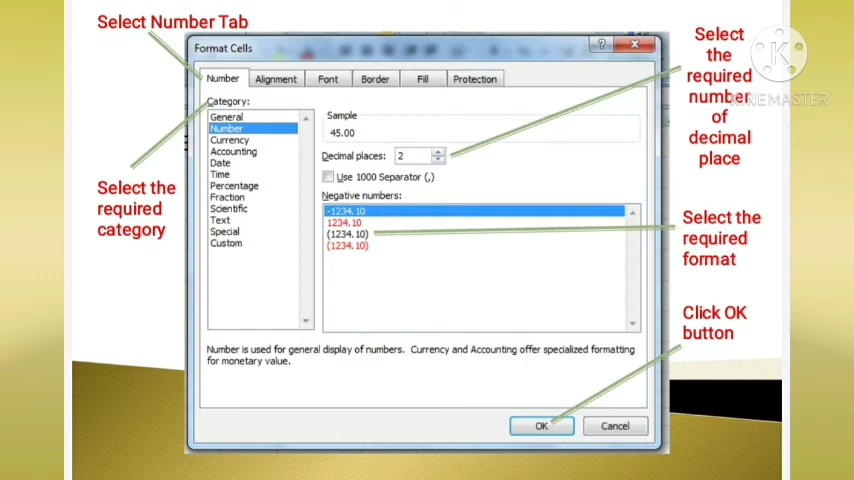 Select Number Tab
Format Cells
Number
Alignment
Font
Border
Fill
Protection
Category:
General
Number
Currency
Accounting
Date
Time
Percentage
Fraction
Scientific
Text
Special
Custom
Sample
45.00
Decimal places: 2
Use 1000 Separator (,)
Negative numbers:
-1234.10
1234.10
(1234.10)
(1234.10)
Number is used for general display of numbers. Currency and Accounting offer specialized formatting
for monetary value.
OK
Cancel
Select the
required
category
Select
the
required
number
of
decimal
place
Select the
required
format
Click OK
button
K
KINEMASTER